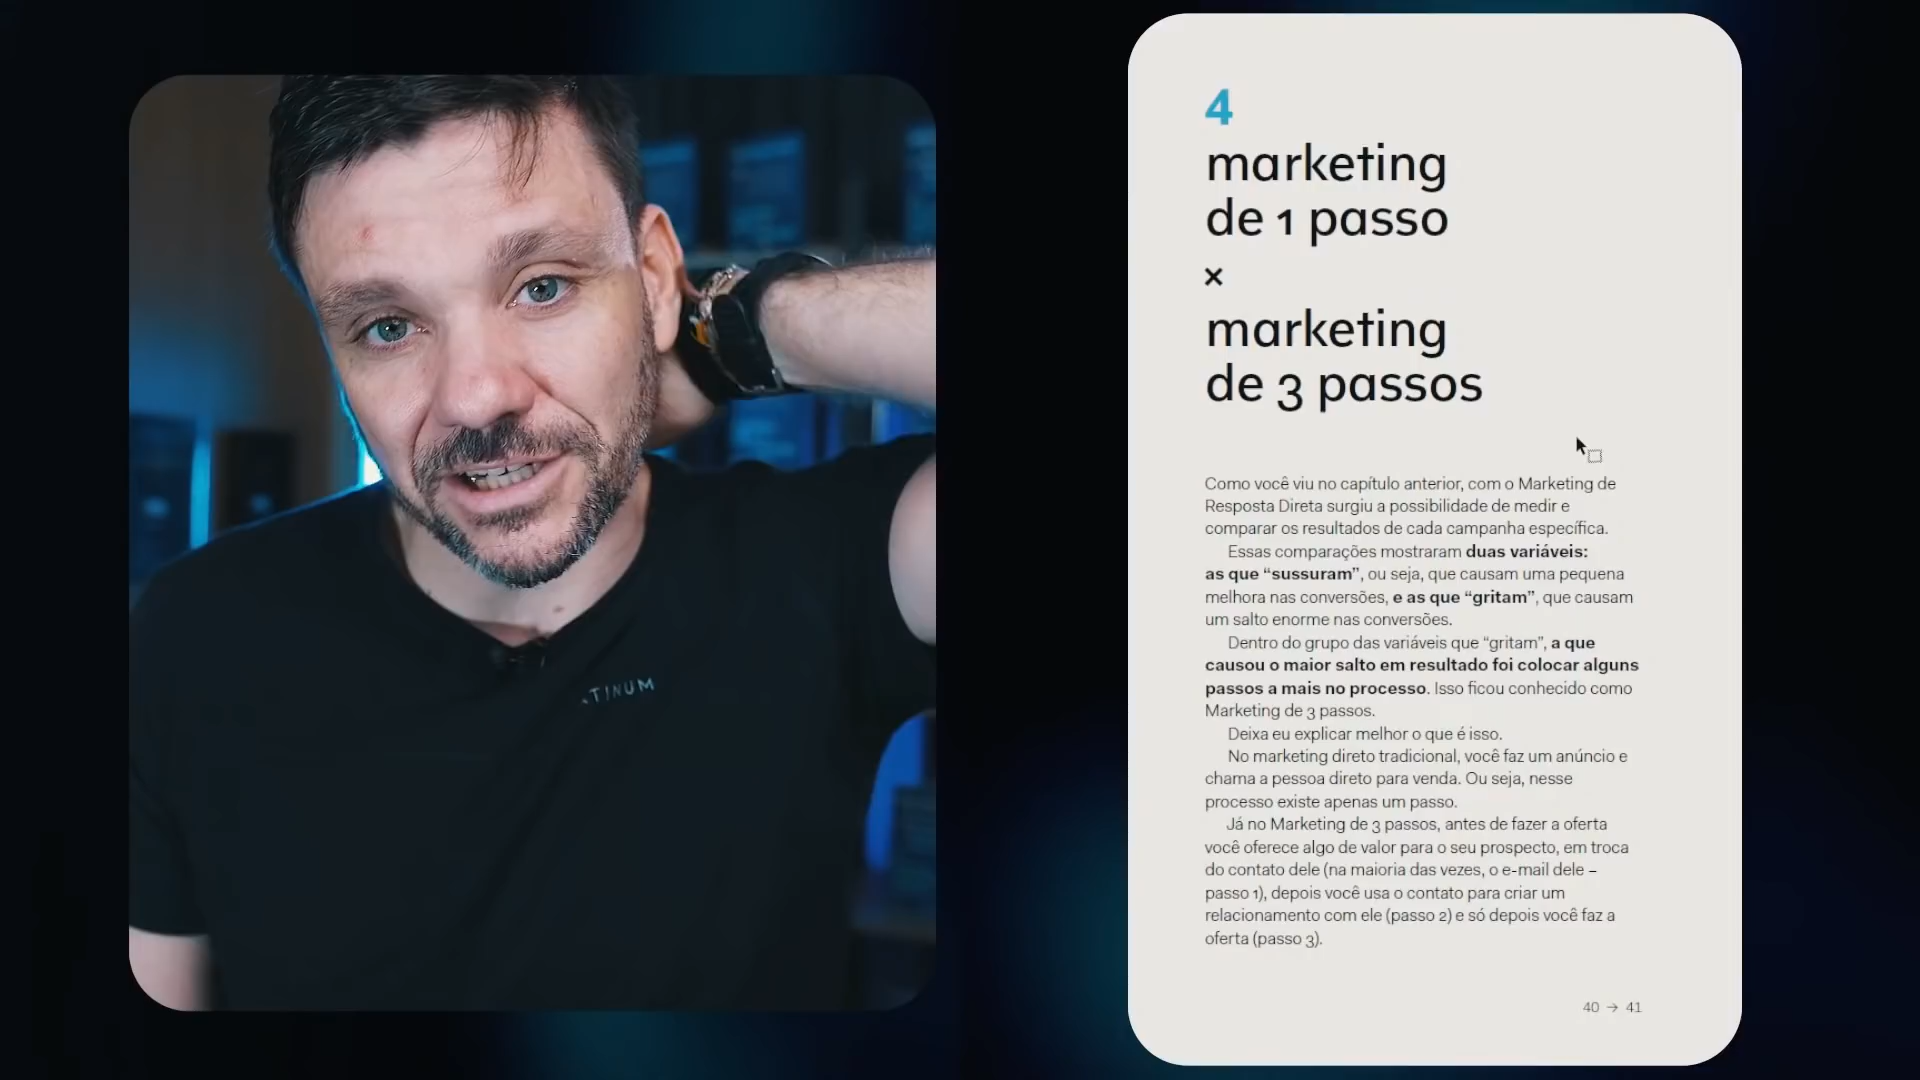 TINUM
4
marketing
de 1 passo
×
marketing
de 3 passos
Como você viu no capítulo anterior, com o Marketing de
Resposta Direta surgiu a possibilidade de medir e
comparar os resultados de cada campanha específica.
Essas comparações mostraram duas variáveis:
as que “sussuram”, ou seja, que causam uma pequena
melhora nas conversões, e as que “gritam”, que causam
um salto enorme nas conversões.
Dentro do grupo das variáveis que “gritam”, a que
causou o maior salto em resultado foi colocar alguns
passos a mais no processo. Isso ficou conhecido como
Marketing de 3 passos.
Deixa eu explicar melhor o que é isso.
No marketing direto tradicional, você faz um anúncio e
chama a pessoa direto para venda. Ou seja, nesse
processo existe apenas um passo.
Já no Marketing de 3 passos, antes de fazer a oferta
você oferece algo de valor para o seu prospecto, em troca
do contato dele (na maioria das vezes, o e-mail dele –
passo 1), depois você usa o contato para criar um
relacionamento com ele (passo 2) e só depois você faz a
oferta (passo 3).
40 → 41